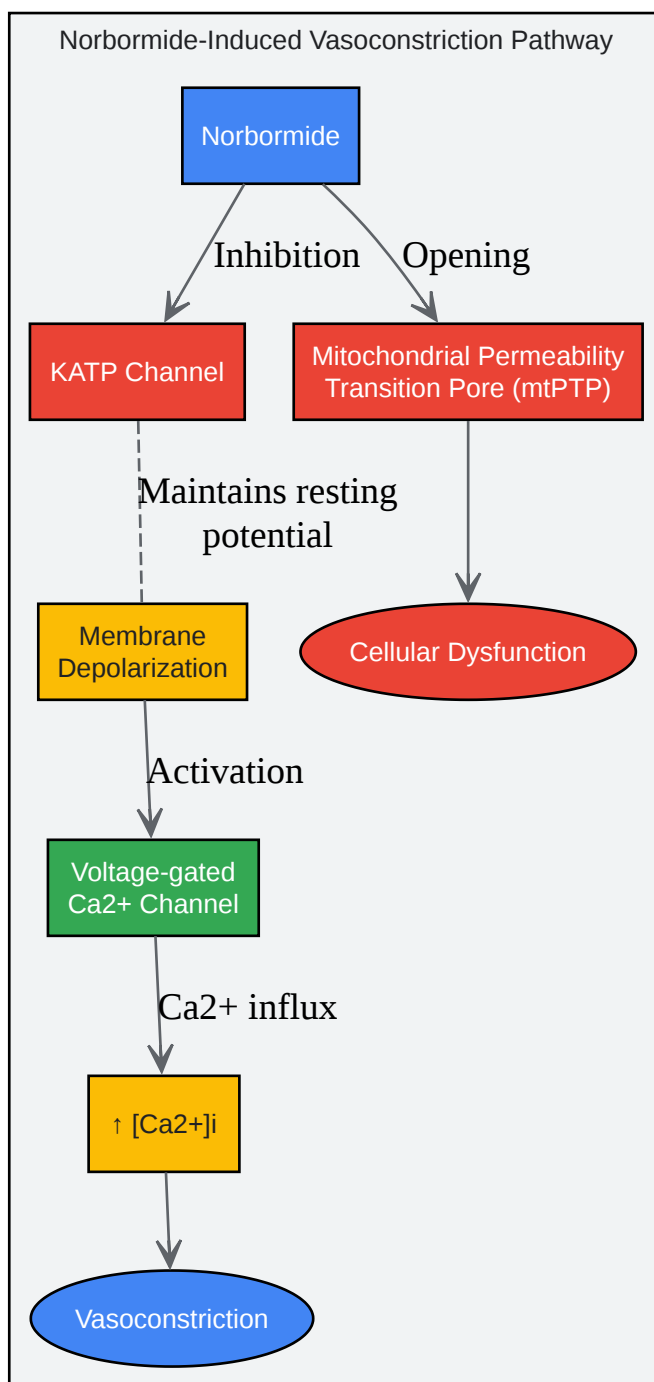 Norbormide-Induced Vasoconstriction Pathway
Norbormide
Inhibition
Opening
KATP Channel
Mitochondrial Permeability
Transition Pore (mtPTP)
Maintains resting
potential
Membrane
Depolarization
Cellular Dysfunction
Activation
Voltage-gated
Ca2+ Channel
Ca2+ influx
↑ [Ca2+]i
Vasoconstriction